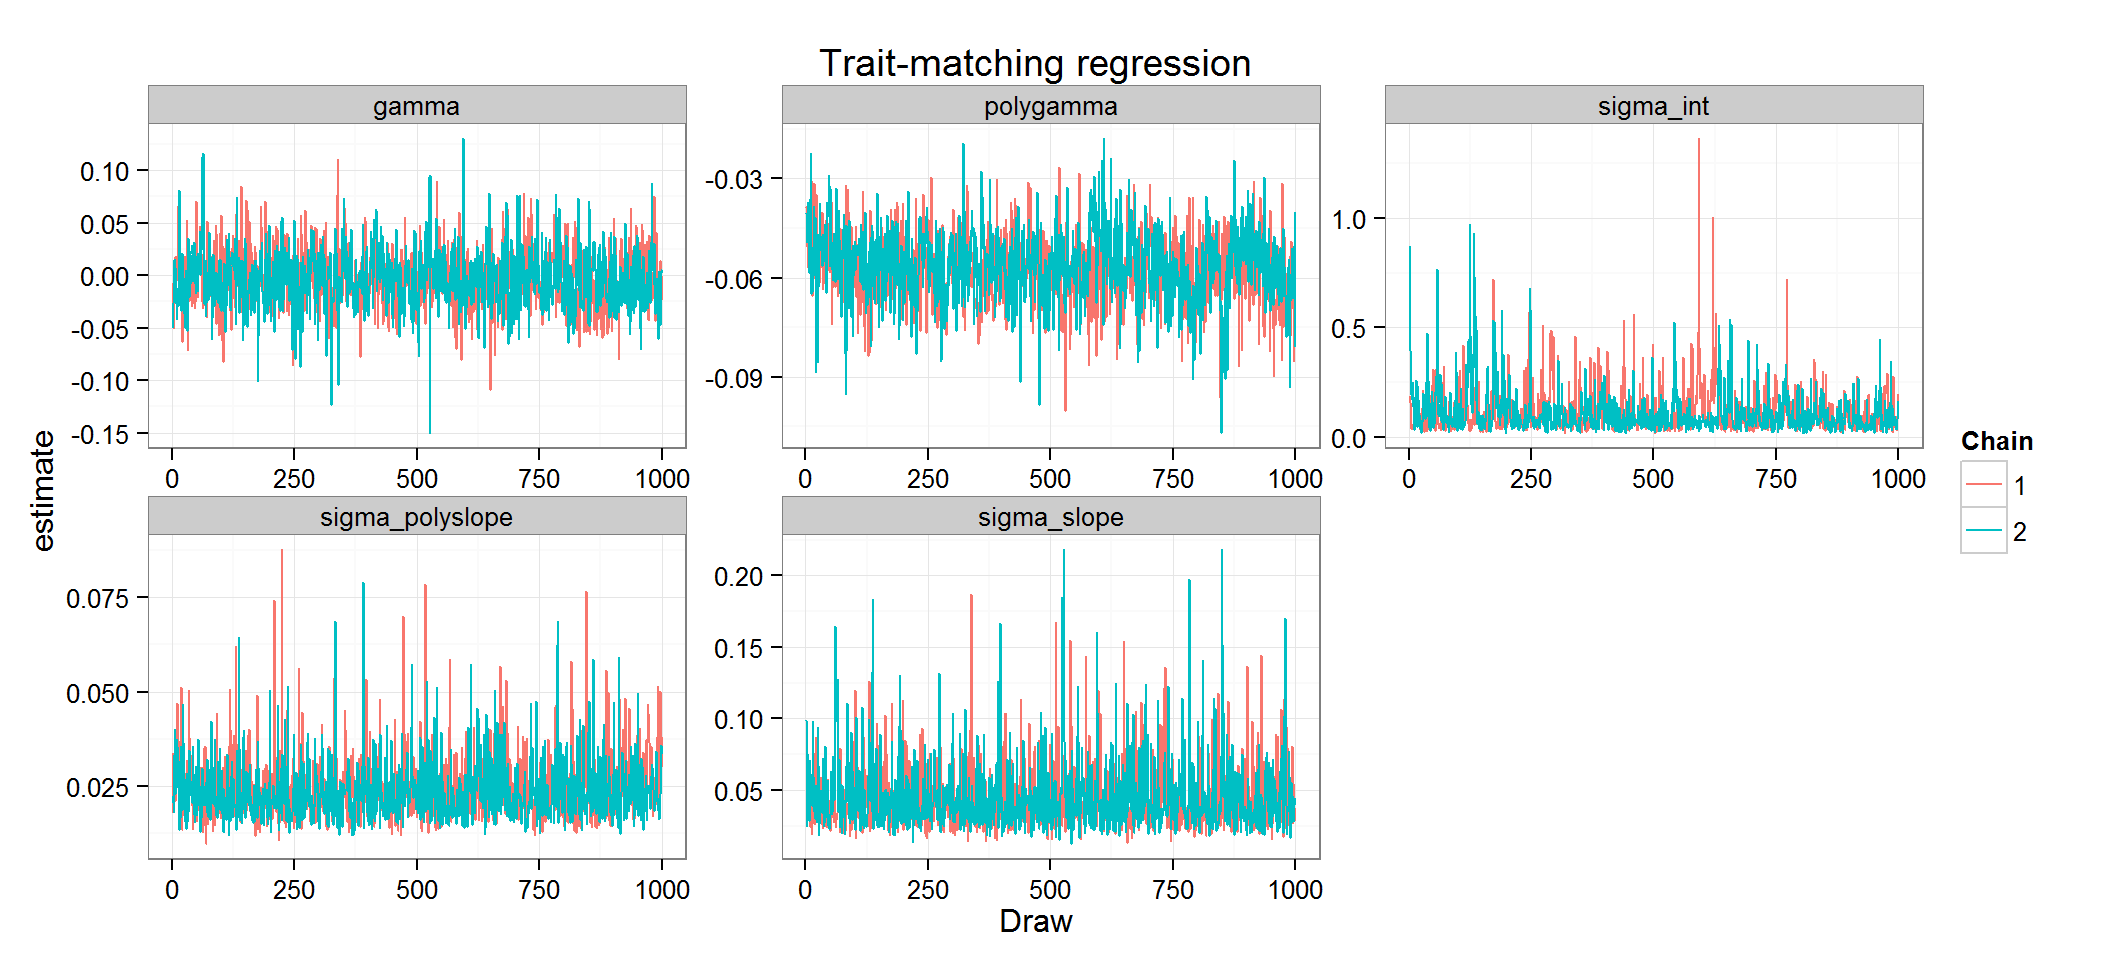 Trait-matching regression
gamma
polygamma
sigma_int
0.10
0.05
0.00
-0.05
-0.10
-0.15
-0.03
-0.06
-0.09
1.0
0.5
0.0
0 250 500 750 1000
0 250 500 750 1000
0 250 500 750 1000
sigma_polyslope
sigma_slope
0.075
0.050
0.025
0.20
0.15
0.10
0.05
0 250 500 750 1000
0 250 500 750 1000
estimate
Draw
Chain
1
2